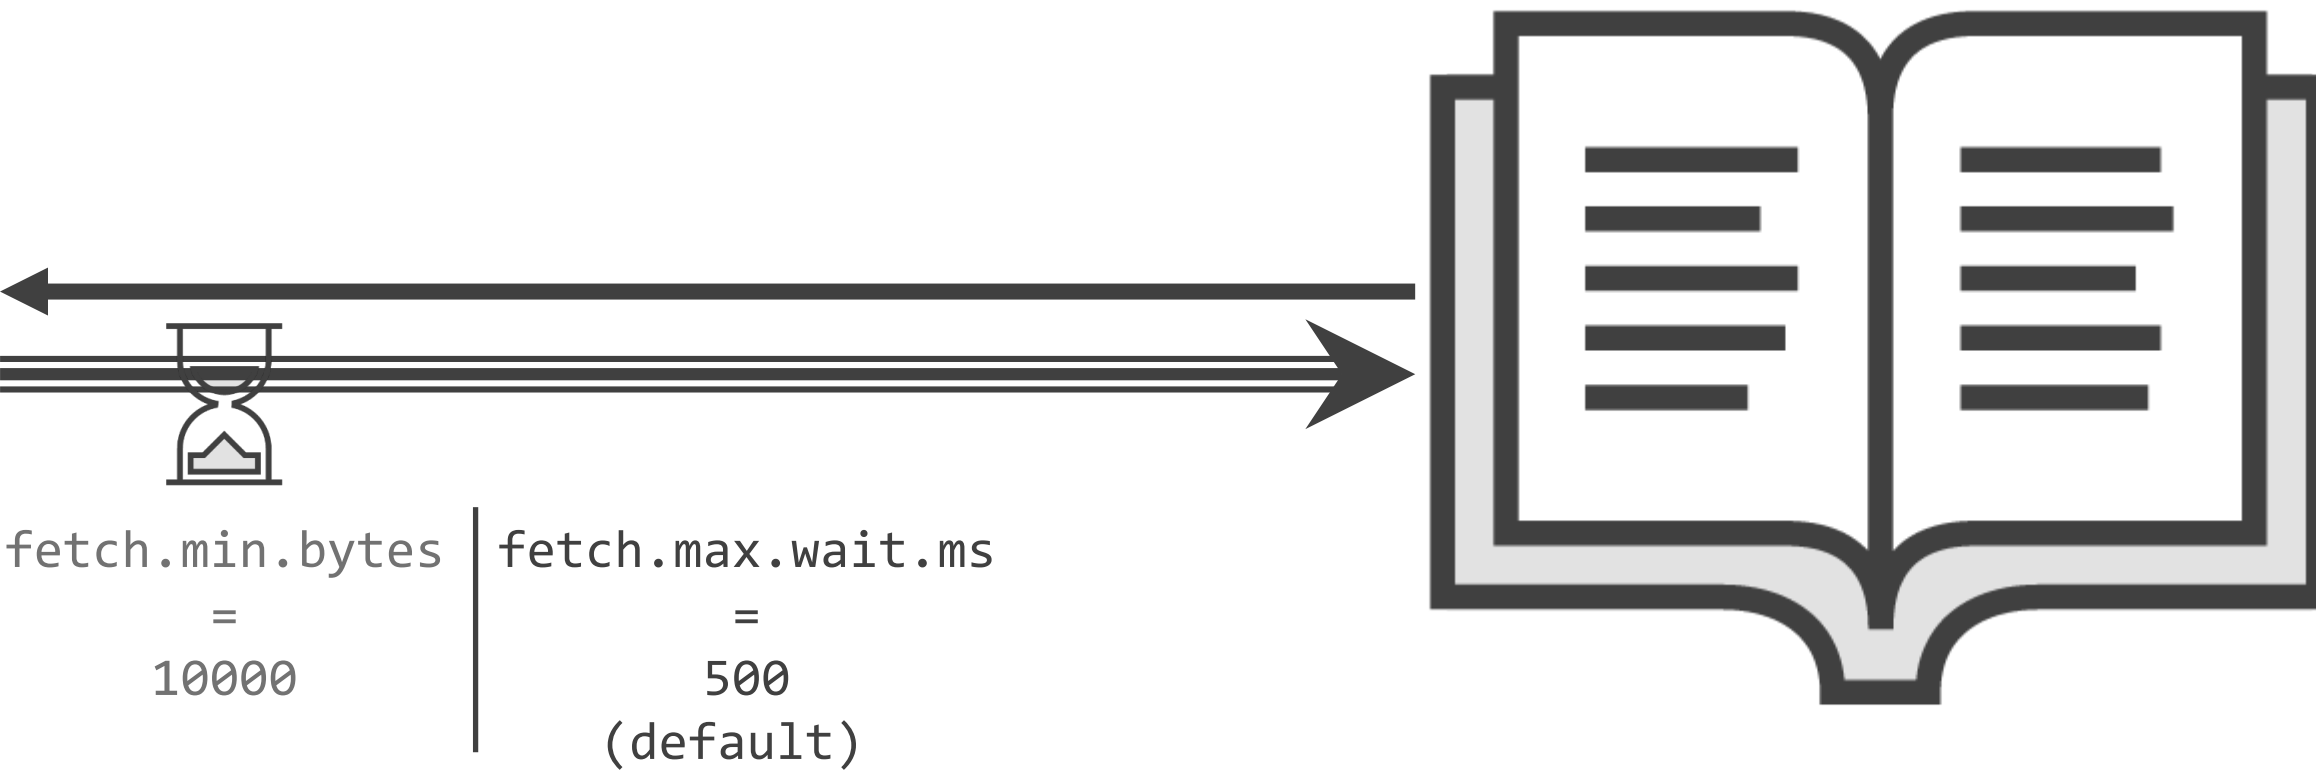 fetch.min.bytes
=
10000
fetch.max.wait.ms
=
500
(default)